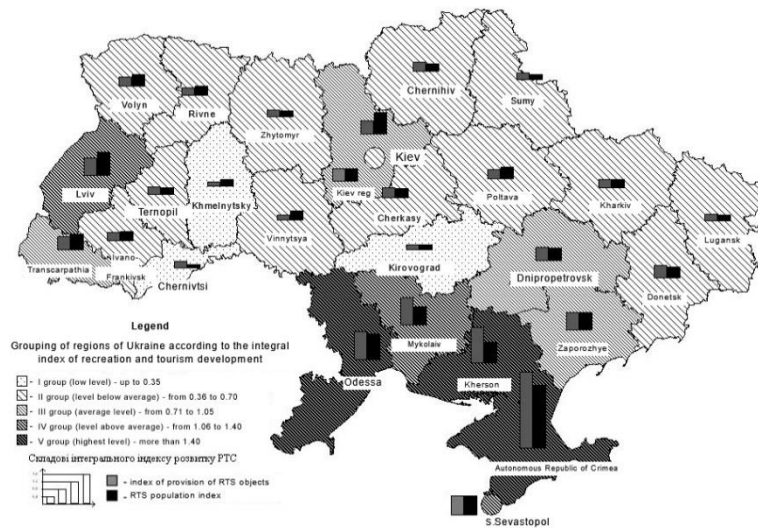 Chernihiv
Sumy
Volyn
Rivne
Zhytomyr
Kiev
Lviv
Kiev reg
Poltava
Kharkiv
Ternopil
Khmelnytsky
Cherkasy
Lugansk
Vinnytsya
Transcarpathia
Ivano-
Frankivsk
Chernivtsi
Kirovograd
Dnipropetrovsk
Donetsk
Mykolaiv
Zaporozhye
Odessa
Kherson
Autonomous Republic of Crimea
s.Sevastopol
Legend
Grouping of regions of Ukraine according to the integral
index of recreation and tourism development
- I group (low level) - up to 0.35
- II group (level below average) - from 0.36 to 0.70
- III group (average level) - from 0.71 to 1.05
- IV group (level above average) - from 1.06 to 1.40
- V group (highest level) - more than 1.40
Складові інтегрального індексу розвитку РТС
- index of provision of RTS objects
- RTS population index